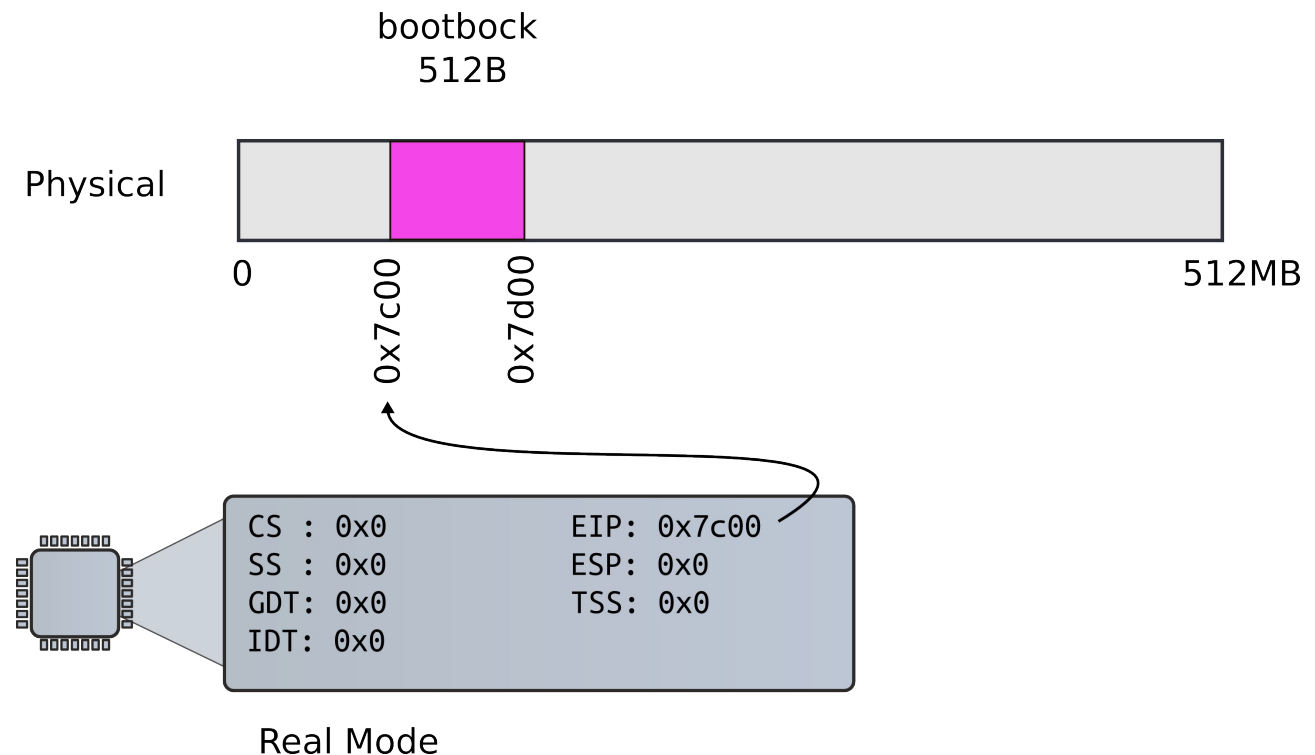 bootbock
512B
Physical
0
512MB
0x7c00
0x7d00
CS : 0x0
SS : 0x0
GDT: 0x0
IDT: 0x0
EIP: 0x7c00
ESP: 0x0
TSS: 0x0
Real Mode